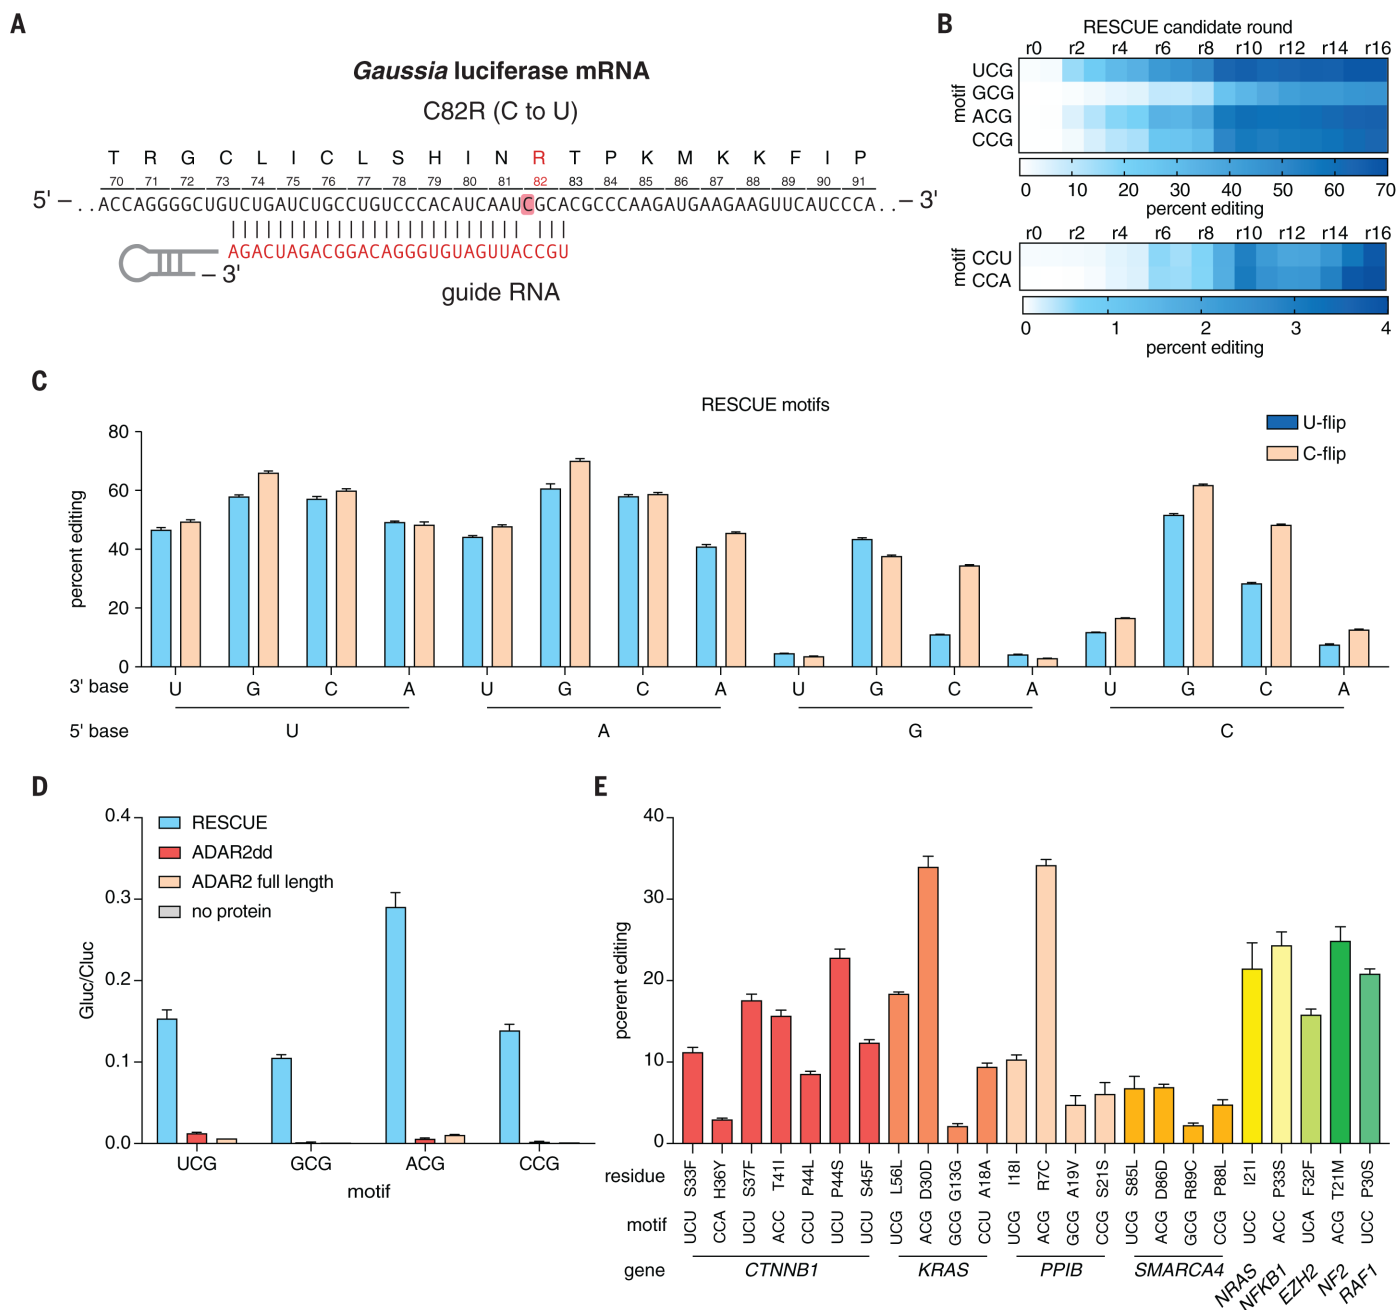 A
Gaussia luciferase mRNA
C82R (C to U)
T R G C L I C L S H I N R T P K M K K F I P
70 71 72 73 74 75 76 77 78 79 80 81 82 83 84 85 86 87 88 89 90 91
5' – ..ACCAGGGGCUGUCUGAUCUGCCUGUCCCACAUCAAUCGCACGCCCAAGAUGAAGAAGUUCAUCCCA..– 3'
AGACUAGACGGACAGGGUGUAGUUACCGU
– 3'
guide RNA
B
RESCUE candidate round
r0 r2 r4 r6 r8 r10 r12 r14 r16
motif
UCG
GCG
ACG
CCG
0 10 20 30 40 50 60 70
percent editing
r0 r2 r4 r6 r8 r10 r12 r14 r16
motif
CCU
CCA
0 1 2 3 4
percent editing
C
RESCUE motifs
U-flip
C-flip
percent editing
80
60
40
20
0
3' base U G C A U G C A U G C A U G C A
5' base U A G C
D
Gluc/Cluc
0.4
0.3
0.2
0.1
0.0
RESCUE
ADAR2dd
ADAR2 full length
no protein
UCG GCG ACG CCG
motif
E
pcerent editing
40
30
20
10
0
residue S33F H36Y S37F T41I P44L P44S S45F L56L D30D G13G A18A I18I R7C A19V S21S S85L D86D R89C P88L I21I P33S F32F T21M P30S
motif UCU CCA UCU ACC CCU UCU UCU UCG ACG GCG CCU UCG ACG GCG CCG UCG ACG GCG CCG UCC ACC UCA ACG UCC
gene CTNNB1 KRAS PPIB SMARCA4 NRAS NFKB1 EZH2 NF2 RAF1